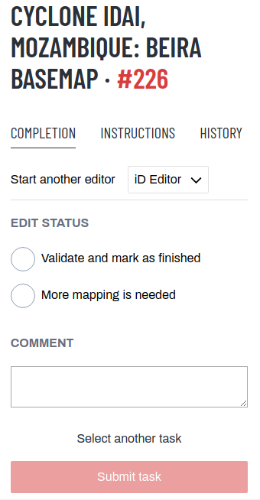 CYCLONE IDAI,
MOZAMBIQUE: BEIRA
BASEMAP · #226
COMPLETION INSTRUCTIONS HISTORY
Start another editor iD Editor
EDIT STATUS
Validate and mark as finished
More mapping is needed
COMMENT
Select another task
Submit task